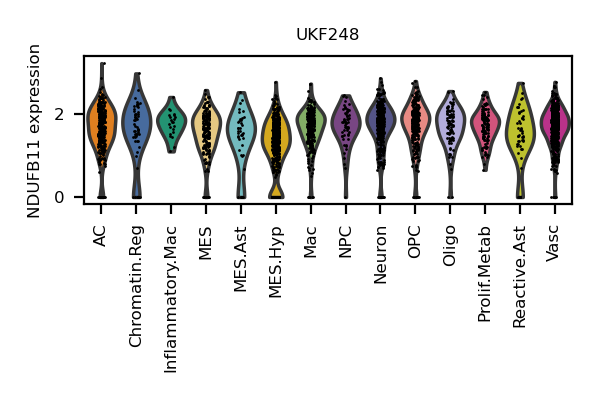 UKF248
NDUFB11 expression
2
0
AC
Chromatin.Reg
Inflammatory.Mac
MES
MES.Ast
MES.Hyp
Mac
NPC
Neuron
OPC
Oligo
Prolif.Metab
Reactive.Ast
Vasc